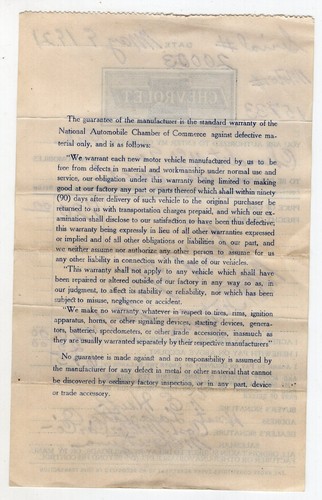 The guarantee of the manufacturer is the standard warranty of the
National Automobile Chamber of Commerce against defective ma-
terial only, and is as follows:
"We warrant each new motor vehicle manufactured by us to be
free from defects in material and workmanship under normal use and
service, our obligation under this warranty being limited to making
good at our factory any part or parts thereof which shall within ninety
(90) days after delivery of such vehicle to the original purchaser be
returned to us with transportation charges prepaid, and which our ex-
amination shall disclose to our satisfaction to have been thus defective;
this warranty being expressly in lieu of all other warranties expressed
or implied and of all other obligations or liabilities on our part, and
we neither assume nor authorize any other person to assume for us
any other liability in connection with the sale of our vehicles.
"This warranty shall not apply to any vehicle which shall have
been repaired or altered outside of our factory in any way so as, in
our judgment, to affect its stability or reliability, nor which has been
subject to misuse, negligence or accident.
"We make no warranty whatever in respect to tires, rims, ignition
apparatus, horns, or other signaling devices, starting devices, genera-
tors, batteries, speedometers, or other trade accessories, inasmuch as
they are usually warranted separately by their respective manufacturers"
No guarantee is made against and no responsibility is assumed by the
manufacturer for any defect in metal or other material that cannot
be discovered by ordinary factory inspection, or in any part, device
or trade accessory.